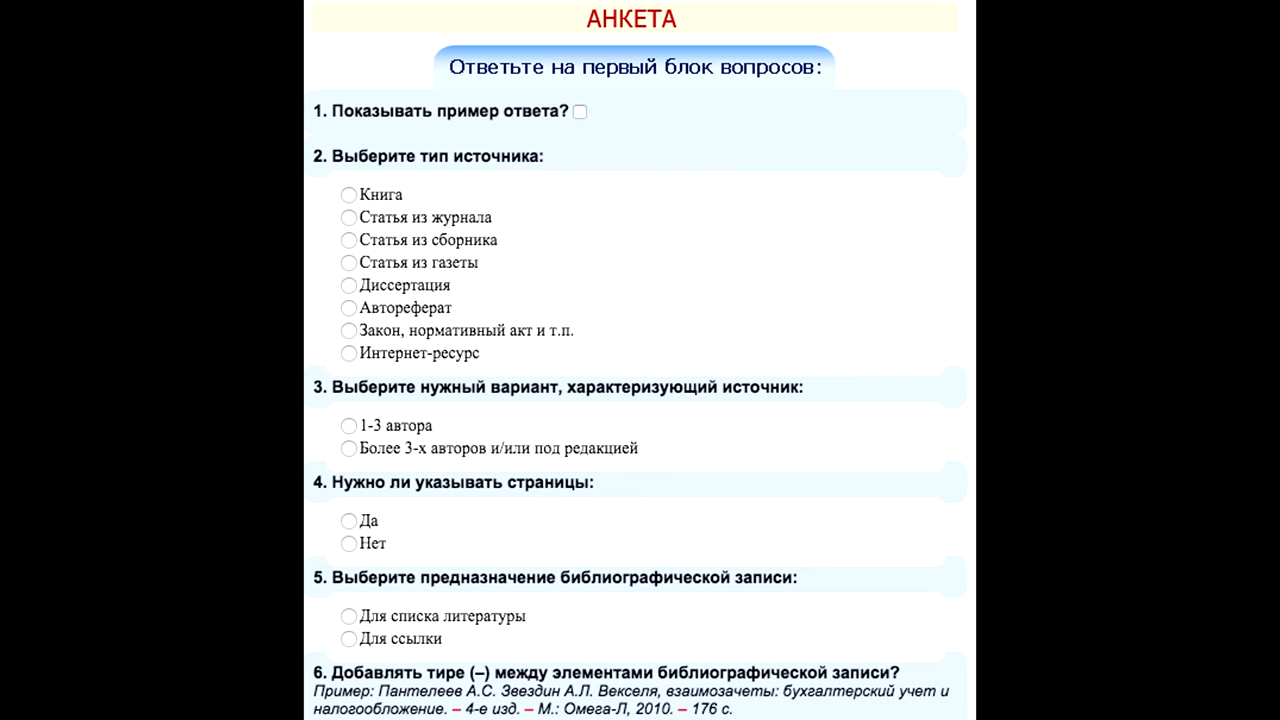 АНКЕТА
Ответьте на первый блок вопросов:
1. Показывать пример ответа?
2. Выберите тип источника:
Книга
Статья из журнала
Статья из сборника
Статья из газеты
Диссертация
Автореферат
Закон, нормативный акт и т.п.
Интернет-ресурс
3. Выберите нужный вариант, характеризующий источник:
1-3 автора
Более 3-х авторов и/или под редакцией
4. Нужно ли указывать страницы:
Да
Нет
5. Выберите предназначение библиографической записи:
Для списка литературы
Для ссылки
6. Добавлять тире (–) между элементами библиографической записи?
Пример: Пантелеев А.С. Звездин А.Л. Векселя, взаимозачеты: бухгалтерский учет и
налогообложение. – 4-е изд. – М.: Омега-Л, 2010. – 176 с.